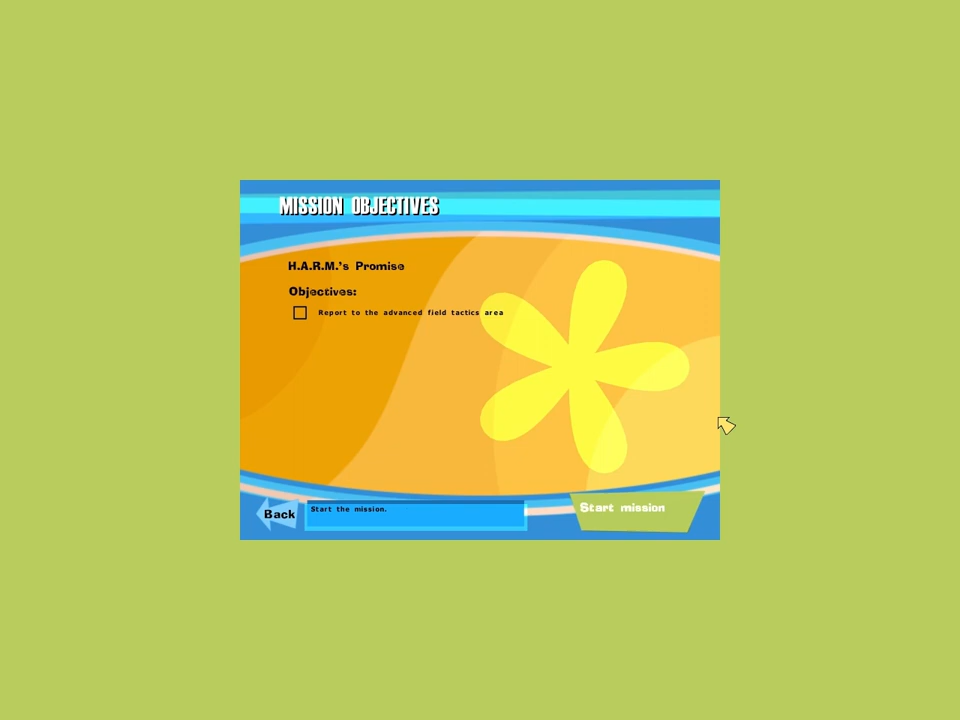 MISSION OBJECTIVES
H.A.R.M.'s Promise
Objectives:
Report to the advanced field tactics area
Back
Start the mission.
Start mission